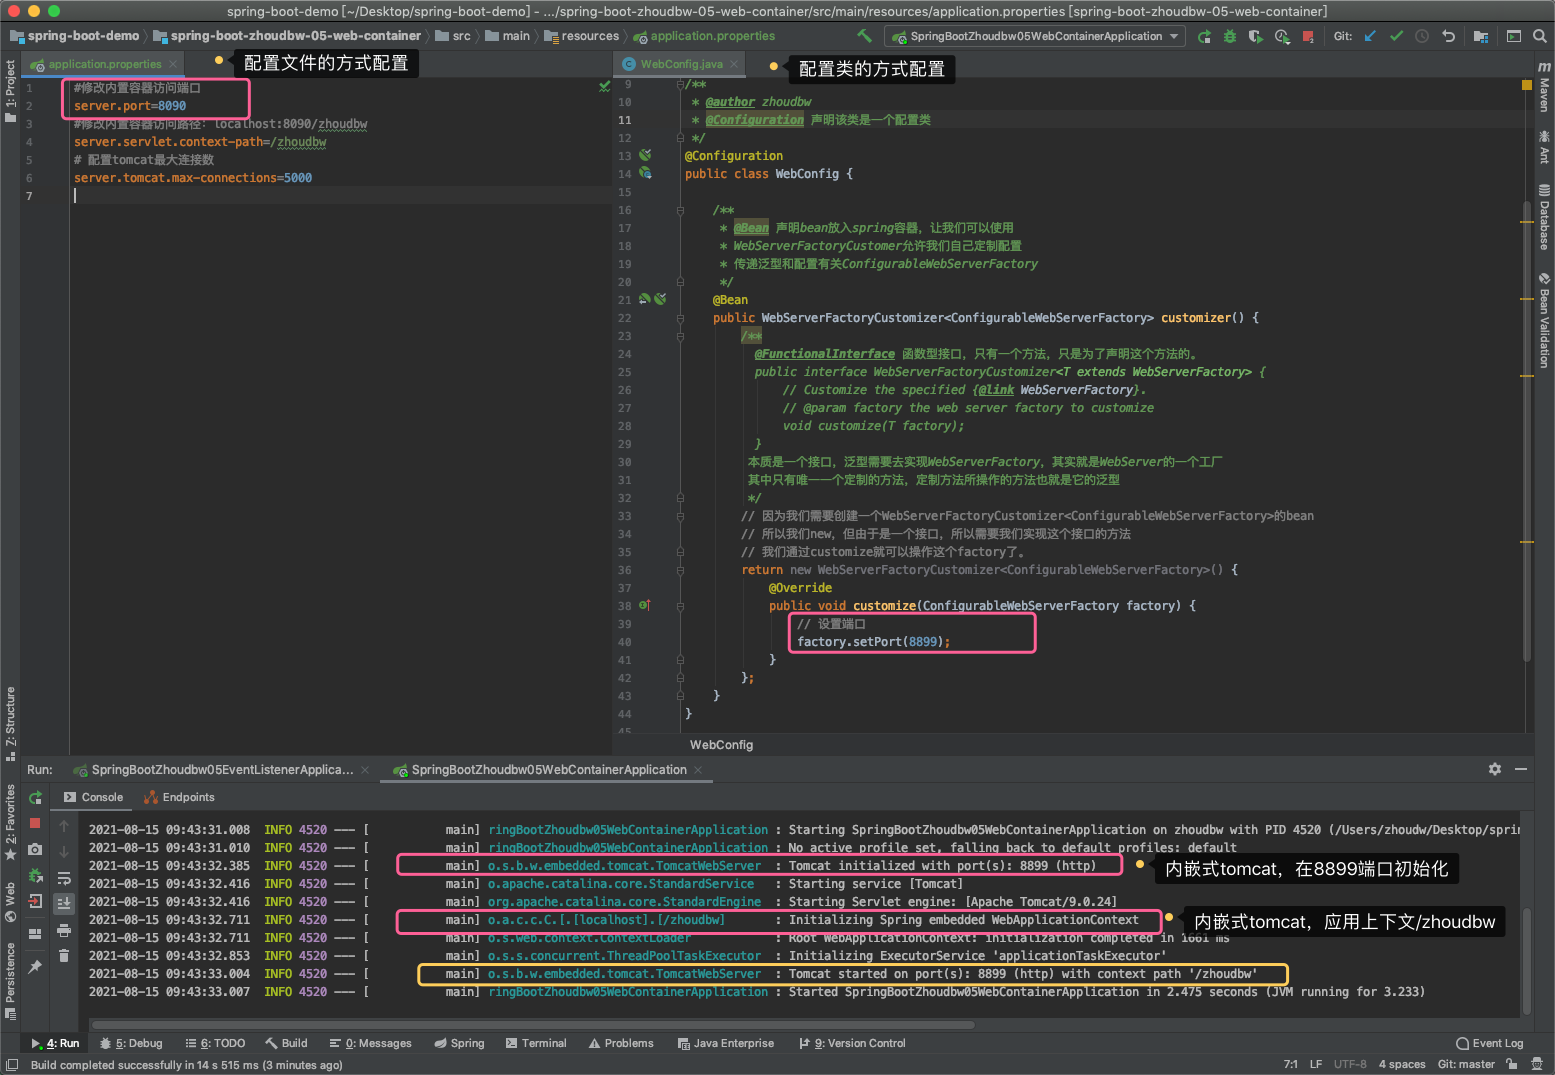 spring-boot-demo [~/Desktop/spring-boot-demo] – .../spring-boot-zhoudbw-05-web-container/src/main/resources/application.properties [spring-boot-zhoudbw-05-web-container]
spring-boot-demo spring-boot-zhoudbw-05-web-container src main resources application.properties SpringBootZhoudbw05WebContainerApplication Git:
application.properties
配置文件的方式配置
1 #修改内置容器访问端口
2 server.port=8090
3 #修改内置容器访问路径: localhost:8090/zhoudbw
4 server.servlet.context-path=/zhoudbw
5 # 配置tomcat最大连接数
6 server.tomcat.max-connections=5000
7
WebConfig.java
配置类的方式配置
9 /**
10 * @author zhoudbw
11 * @Configuration 声明该类是一个配置类
12 */
13 @Configuration
14 public class WebConfig {
15
16 /**
17 * @Bean 声明bean放入spring容器，让我们可以使用
18 * WebServerFactoryCustomer允许我们自己定制配置
19 * 传递泛型和配置有关ConfigurableWebServerFactory
20 */
21 @Bean
22 public WebServerFactoryCustomizer<ConfigurableWebServerFactory> customizer() {
23 /**
24 @FunctionalInterface 函数型接口，只有一个方法，只是为了声明这个方法的。
25 public interface WebServerFactoryCustomizer<T extends WebServerFactory> {
26 // Customize the specified {@link WebServerFactory}.
27 // @param factory the web server factory to customize
28 void customize(T factory);
29 }
30 本质是一个接口，泛型需要去实现WebServerFactory，其实就是WebServer的一个工厂
31 其中只有唯一一个定制的方法，定制方法所操作的方法也就是它的泛型
32 */
33 // 因为我们需要创建一个WebServerFactoryCustomizer<ConfigurableWebServerFactory>的bean
34 // 所以我们new，但由于是一个接口，所以需要我们实现这个接口的方法
35 // 我们通过customize就可以操作这个factory了。
36 return new WebServerFactoryCustomizer<ConfigurableWebServerFactory>() {
37 @Override
38 public void customize(ConfigurableWebServerFactory factory) {
39 // 设置端口
40 factory.setPort(8899);
41 }
42 };
43 }
44 }
45
WebConfig
1: Project
Z: Structure
2: Favorites
Web
Persistence
Maven
Ant
Database
Bean Validation
Run: SpringBootZhoudbw05EventListenerApplica... SpringBootZhoudbw05WebContainerApplication
Console Endpoints
2021-08-15 09:43:31.008 INFO 4520 --- [ main] ringBootZhoudbw05WebContainerApplication : Starting SpringBootZhoudbw05WebContainerApplication on zhoudbw with PID 4520 (/Users/zhoudw/Desktop/sprin
2021-08-15 09:43:31.010 INFO 4520 --- [ main] ringBootZhoudbw05WebContainerApplication : No active profile set, falling back to default profiles: default
2021-08-15 09:43:32.385 INFO 4520 --- [ main] o.s.b.w.embedded.tomcat.TomcatWebServer : Tomcat initialized with port(s): 8899 (http)
内嵌式tomcat，在8899端口初始化
2021-08-15 09:43:32.416 INFO 4520 --- [ main] o.apache.catalina.core.StandardService : Starting service [Tomcat]
2021-08-15 09:43:32.416 INFO 4520 --- [ main] org.apache.catalina.core.StandardEngine : Starting Servlet engine: [Apache Tomcat/9.0.24]
2021-08-15 09:43:32.711 INFO 4520 --- [ main] o.a.c.c.C.[.[localhost].[/zhoudbw] : Initializing Spring embedded WebApplicationContext
内嵌式tomcat，应用上下文/zhoudbw
2021-08-15 09:43:32.711 INFO 4520 --- [ main] o.s.web.context.ContextLoader : Root WebApplicationContext: initialization completed in 1661 ms
2021-08-15 09:43:32.853 INFO 4520 --- [ main] o.s.s.concurrent.ThreadPoolTaskExecutor : Initializing ExecutorService 'applicationTaskExecutor'
2021-08-15 09:43:33.004 INFO 4520 --- [ main] o.s.b.w.embedded.tomcat.TomcatWebServer : Tomcat started on port(s): 8899 (http) with context path '/zhoudbw'
2021-08-15 09:43:33.007 INFO 4520 --- [ main] ringBootZhoudbw05WebContainerApplication : Started SpringBootZhoudbw05WebContainerApplication in 2.475 seconds (JVM running for 3.233)
4: Run 5: Debug 6: TODO Build 0: Messages Spring Terminal Problems Java Enterprise 9: Version Control Event Log
Build completed successfully in 14 s 515 ms (3 minutes ago) 7:1 LF UTF-8 4 spaces Git: master